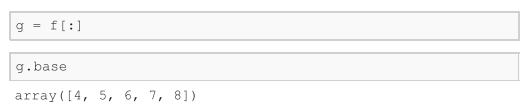 g = f[:]
g.base
array([4, 5, 6, 7, 8])